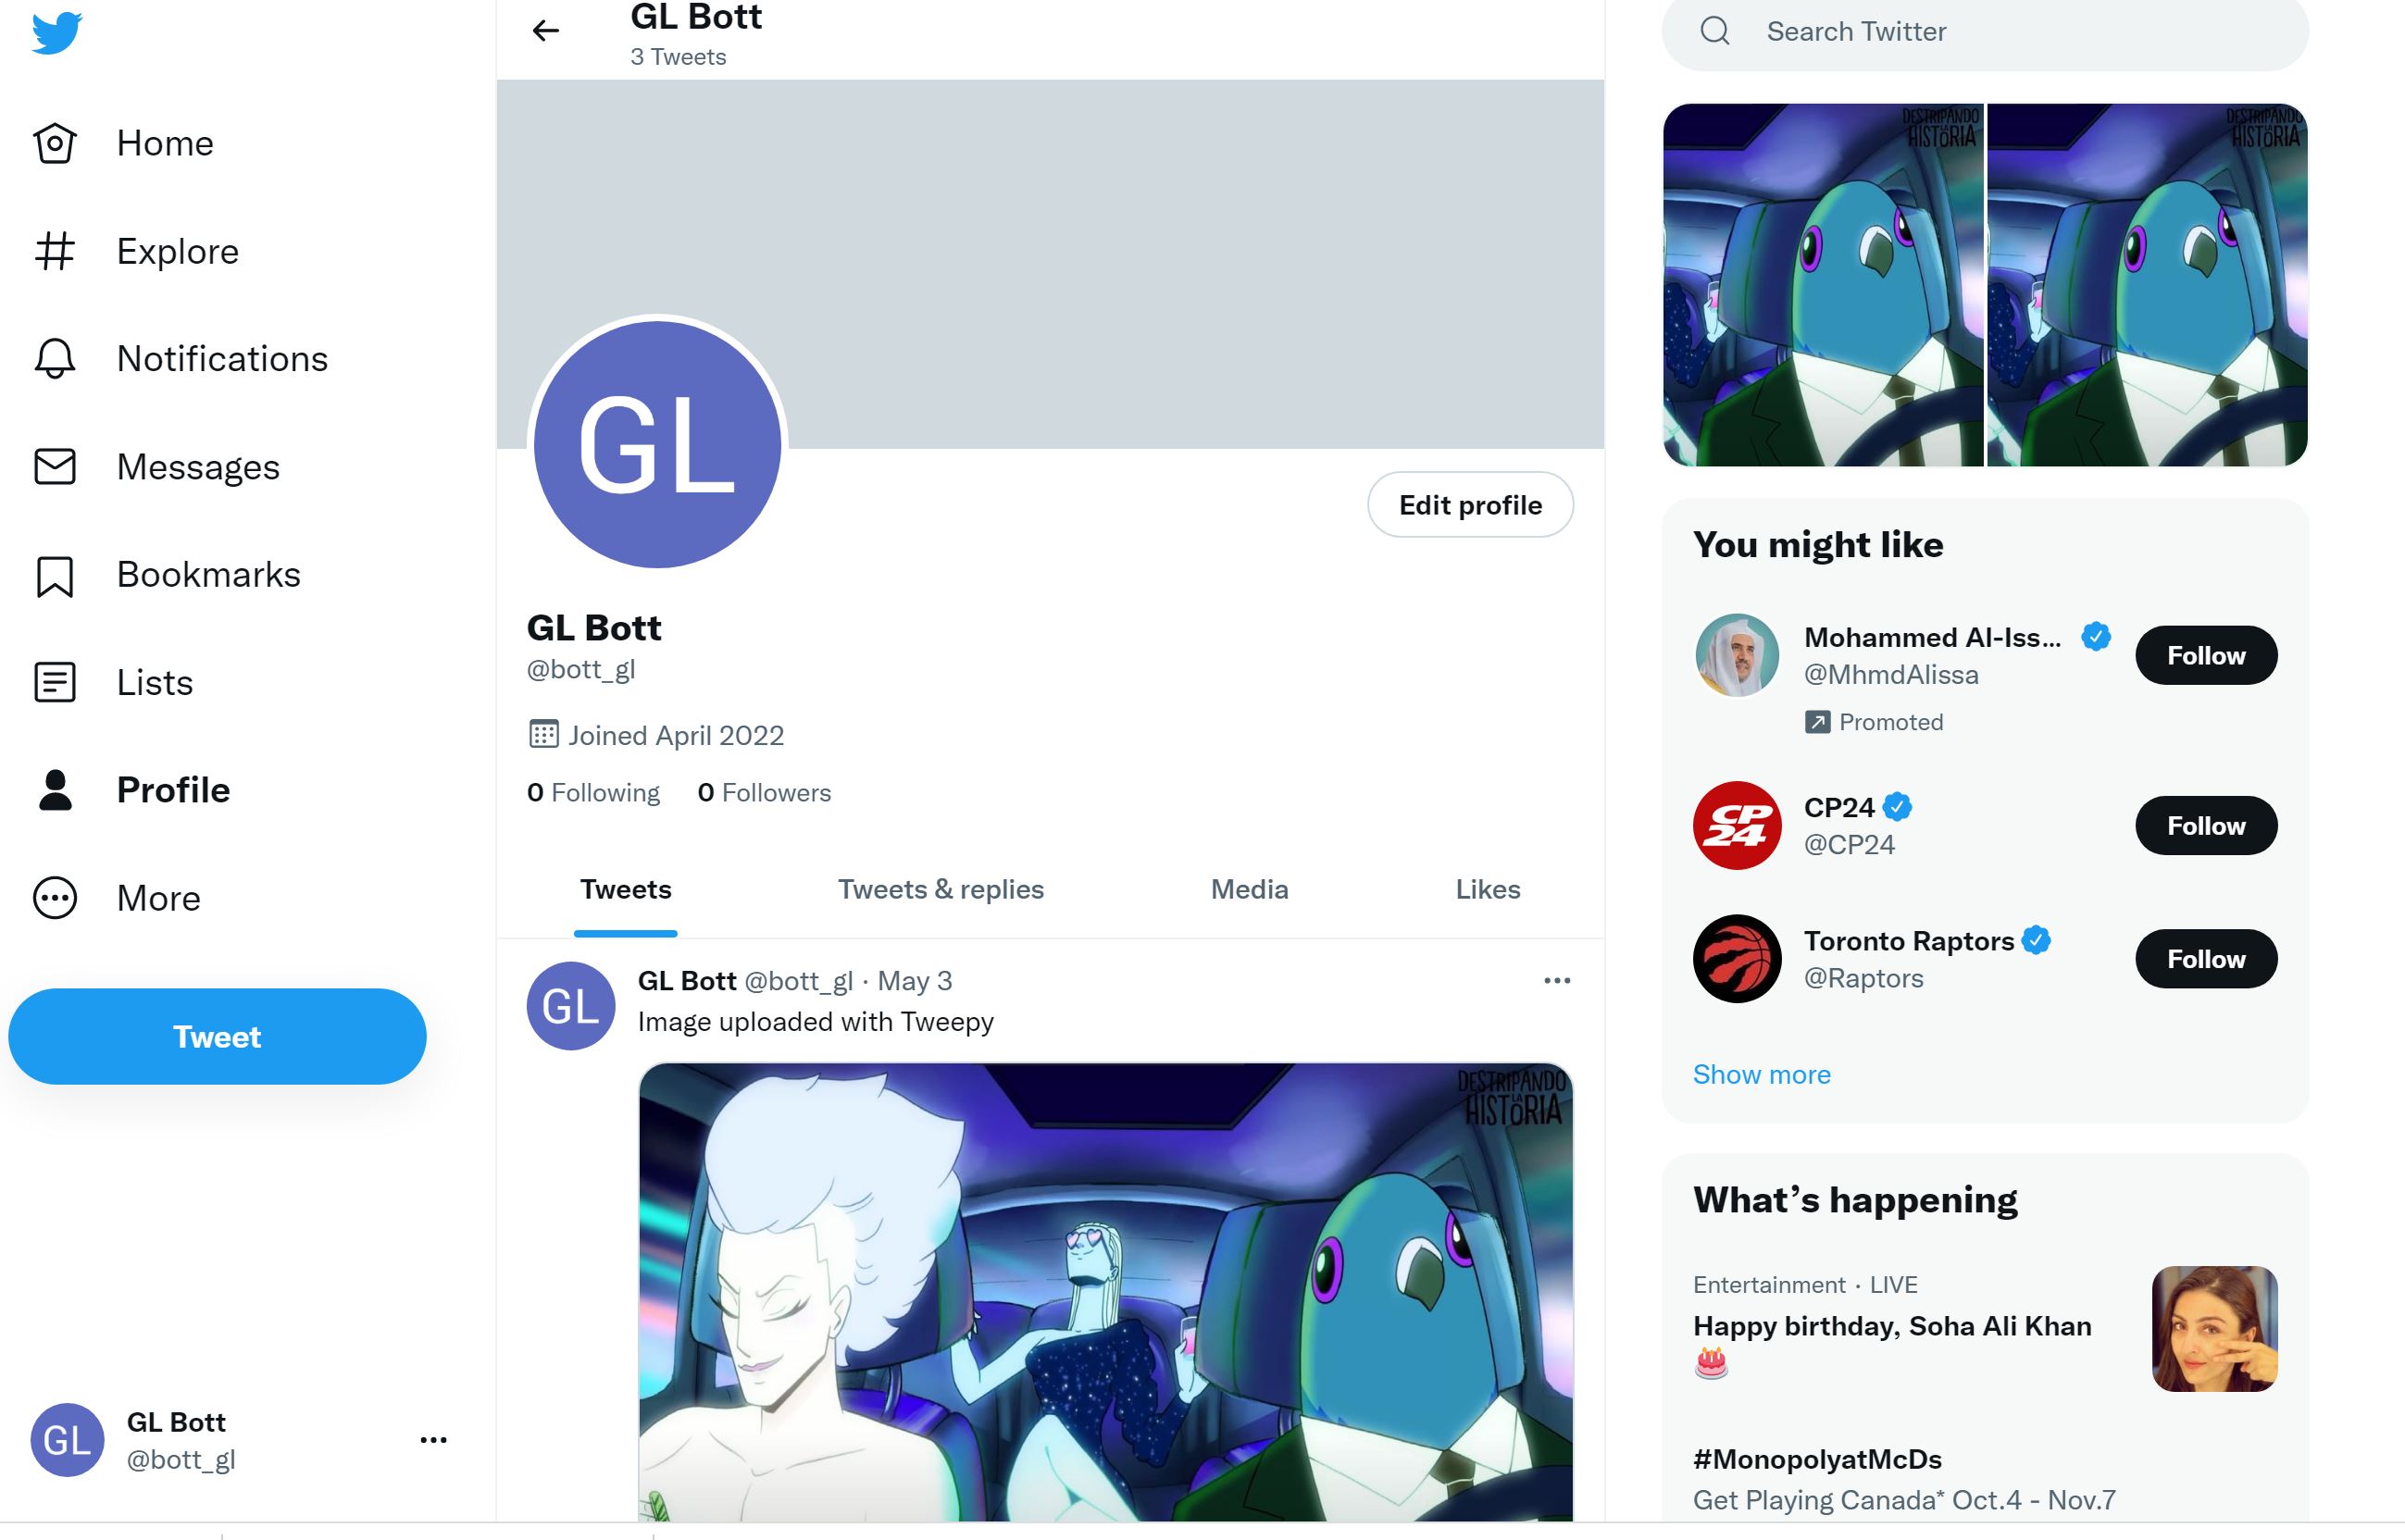 GL Bott
3 Tweets
Search Twitter
Home
Explore
Notifications
Messages
Bookmarks
Lists
Profile
More
Tweet
GL Bott
@bott_gl
GL
GL
Edit profile
GL Bott
@bott_gl
Joined April 2022
0 Following 0 Followers
Tweets Tweets & replies Media Likes
GL
GL Bott @bott_gl · May 3
Image uploaded with Tweepy
DESTRIPANDO
LA
HISTORIA
DESTRIPANDO
HISTORIA
DESTRIPANDO
HISTORIA
You might like
Mohammed Al-Iss...
@MhmdAlissa
Promoted
Follow
CP
24
CP24
@CP24
Follow
Toronto Raptors
@Raptors
Follow
Show more
What’s happening
Entertainment · LIVE
Happy birthday, Soha Ali Khan
#MonopolyatMcDs
Get Playing Canada* Oct.4 - Nov.7